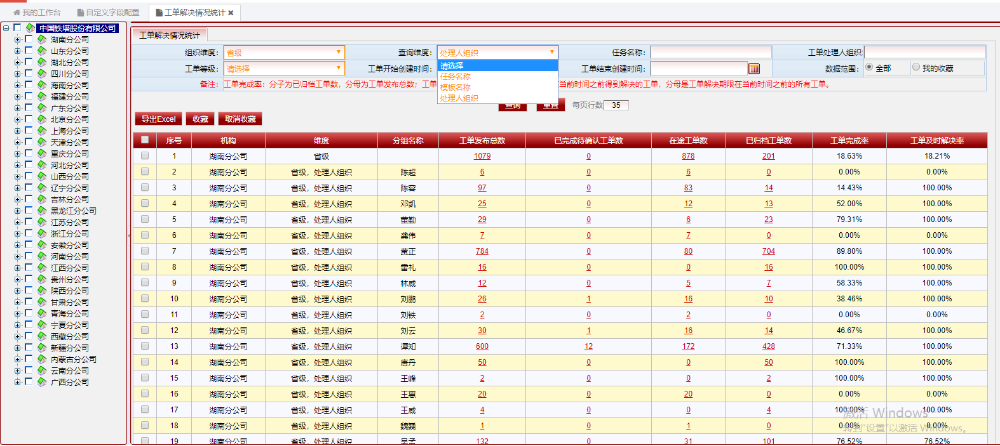 我的工作台 自定义字段配置 工单解决情况统计
中国铁塔股份有限公司
湖南分公司
山东分公司
湖北分公司
四川分公司
海南分公司
福建分公司
广东分公司
北京分公司
上海分公司
天津分公司
重庆分公司
河北分公司
山西分公司
辽宁分公司
吉林分公司
黑龙江分公司
江苏分公司
浙江分公司
安徽分公司
河南分公司
江西分公司
贵州分公司
陕西分公司
甘肃分公司
青海分公司
宁夏分公司
西藏分公司
新疆分公司
内蒙古分公司
云南分公司
广西分公司
工单解决情况统计
组织维度: 省级 查询维度: 处理人组织 任务名称: 工单处理人组织:
工单等级: 请选择 工单开始创建时间: 工单结束创建时间: 数据范围: 全部 我的收藏
请选择
任务名称
模板名称
处理人组织
备注: 工单完成率：分子为已归档工单数，分母为工单发布总数；工单 当前时间之前得到解决的工单，分母是工单解决期限在当前时间之前的所有工单。
查询 重置 每页行数 35
导出Excel 收藏 取消收藏
序号 机构 维度 分组名称 工单发布总数 已完成待确认工单数 在途工单数 已归档工单数 工单完成率 工单及时解决率
1 湖南分公司 省级 1079 0 878 201 18.63% 18.21%
2 湖南分公司 省级，处理人组织 陈超 6 0 6 0 0.00% 0.00%
3 湖南分公司 省级，处理人组织 陈容 97 0 83 14 14.43% 100.00%
4 湖南分公司 省级，处理人组织 邓凯 25 0 12 13 52.00% 100.00%
5 湖南分公司 省级，处理人组织 董勤 29 0 6 23 79.31% 100.00%
6 湖南分公司 省级，处理人组织 龚伟 7 0 7 0 0.00% 0.00%
7 湖南分公司 省级，处理人组织 黄正 784 0 80 704 89.80% 100.00%
8 湖南分公司 省级，处理人组织 雷礼 16 0 0 16 100.00% 100.00%
9 湖南分公司 省级，处理人组织 林威 12 0 5 7 58.33% 100.00%
10 湖南分公司 省级，处理人组织 刘鹏 26 1 16 10 38.46% 100.00%
11 湖南分公司 省级，处理人组织 刘铁 2 0 2 0 0.00% 0.00%
12 湖南分公司 省级，处理人组织 刘云 30 1 16 14 46.67% 100.00%
13 湖南分公司 省级，处理人组织 谭知 600 12 172 428 71.33% 100.00%
14 湖南分公司 省级，处理人组织 唐丹 50 0 0 50 100.00% 100.00%
15 湖南分公司 省级，处理人组织 王峰 2 0 0 2 100.00% 100.00%
16 湖南分公司 省级，处理人组织 王惠 20 0 20 0 0.00% 0.00%
17 湖南分公司 省级，处理人组织 王威 4 0 0 4 100.00% 100.00%
18 湖南分公司 省级，处理人组织 魏巍 1 0 1 0 0.00% 0.00%
19 湖南分公司 省级，处理人组织 吴孟 132 0 31 101 76.52% 76.52%
激活 Windows
转到"设置"以激活 Windows。